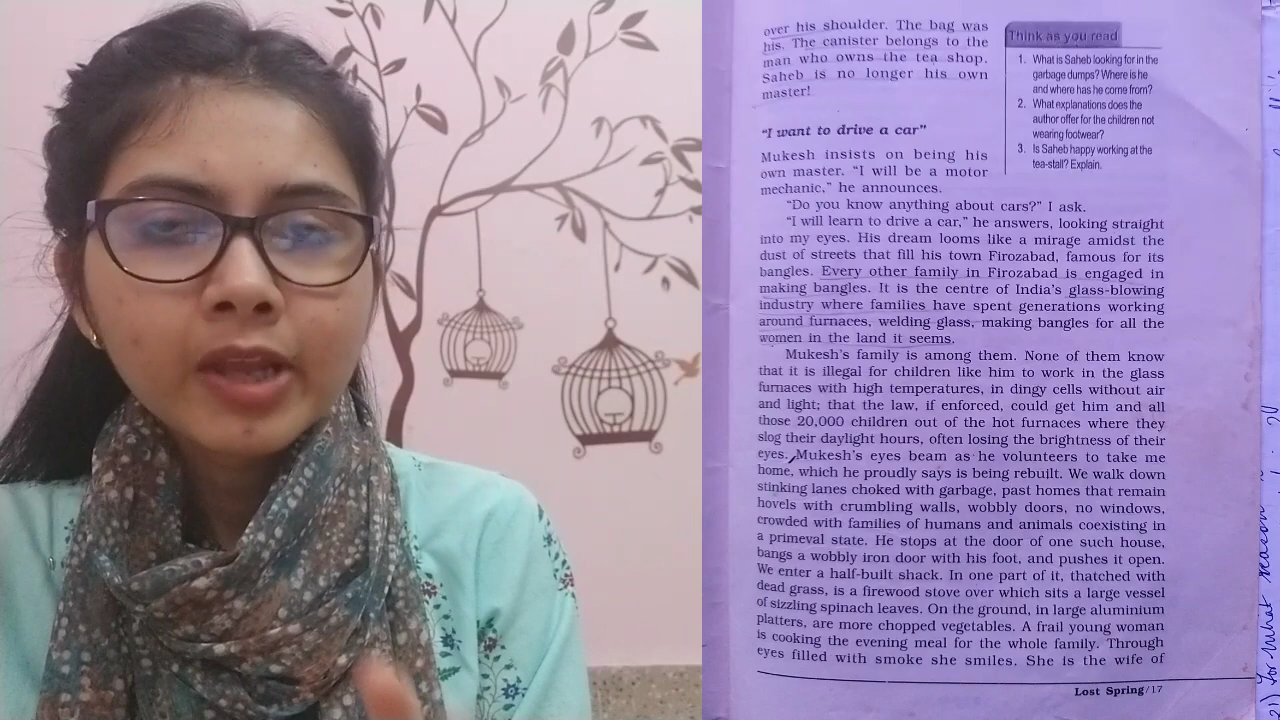 over his shoulder. The bag was
his. The canister belongs to the
man who owns the tea shop.
Saheb is no longer his own
master!
Think as you read
1. What is Saheb looking for in the
garbage dumps? Where is he
and where has he come from?
2. What explanations does the
author offer for the children not
wearing footwear?
3. Is Saheb happy working at the
tea-stall? Explain.
“I want to drive a car”
Mukesh insists on being his
own master. “I will be a motor
mechanic,” he announces.
“Do you know anything about cars?” I ask.
“I will learn to drive a car,” he answers, looking straight
into my eyes. His dream looms like a mirage amidst the
dust of streets that fill his town Firozabad, famous for its
bangles. Every other family in Firozabad is engaged in
making bangles. It is the centre of India’s glass-blowing
industry where families have spent generations working
around furnaces, welding glass, making bangles for all the
women in the land it seems.
Mukesh’s family is among them. None of them know
that it is illegal for children like him to work in the glass
furnaces with high temperatures, in dingy cells without air
and light; that the law, if enforced, could get him and all
those 20,000 children out of the hot furnaces where they
slog their daylight hours, often losing the brightness of their
eyes. Mukesh’s eyes beam as he volunteers to take me
home, which he proudly says is being rebuilt. We walk down
stinking lanes choked with garbage, past homes that remain
hovels with crumbling walls, wobbly doors, no windows,
crowded with families of humans and animals coexisting in
a primeval state. He stops at the door of one such house,
bangs a wobbly iron door with his foot, and pushes it open.
We enter a half-built shack. In one part of it, thatched with
dead grass, is a firewood stove over which sits a large vessel
of sizzling spinach leaves. On the ground, in large aluminium
platters, are more chopped vegetables. A frail young woman
is cooking the evening meal for the whole family. Through
eyes filled with smoke she smiles. She is the wife of
Lost Spring/17
for what reason